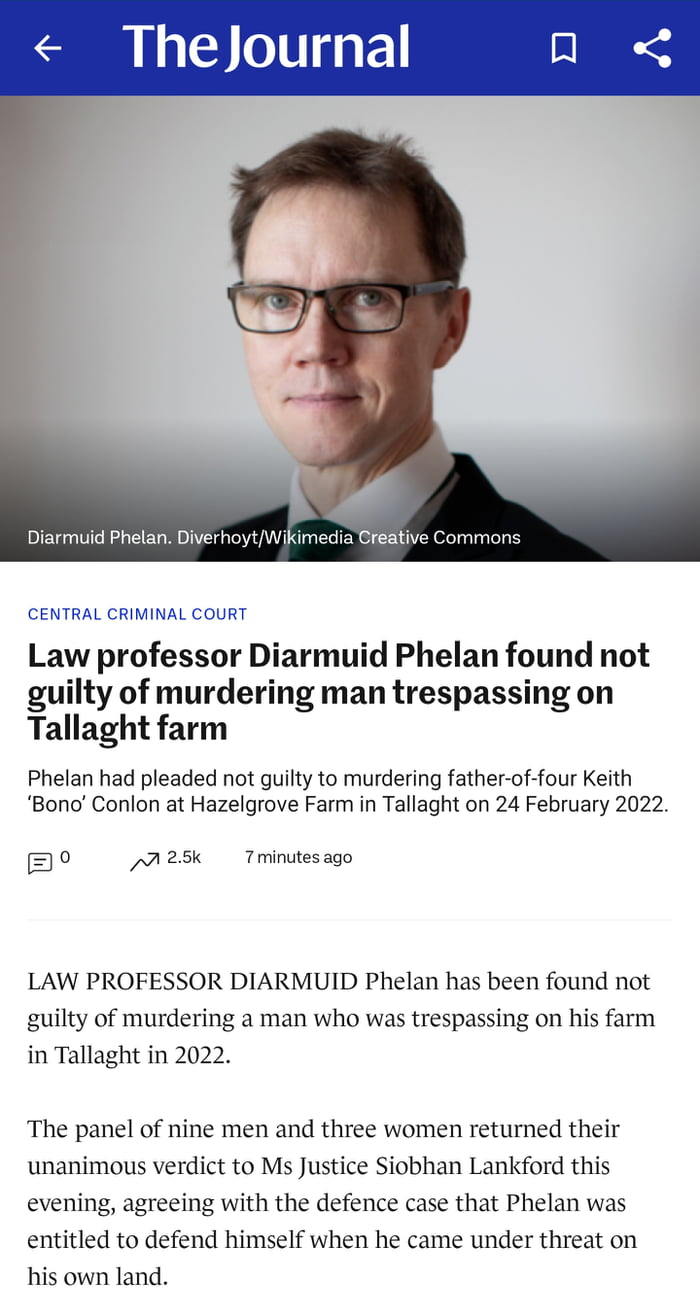 The Journal
Diarmuid Phelan. Diverhoyt/Wikimedia Creative Commons
CENTRAL CRIMINAL COURT
Law professor Diarmuid Phelan found not
guilty of murdering man trespassing on
Tallaght farm
Phelan had pleaded not guilty to murdering father-of-four Keith
‘Bono’ Conlon at Hazelgrove Farm in Tallaght on 24 February 2022.
0 2.5k 7 minutes ago
LAW PROFESSOR DIARMUID Phelan has been found not
guilty of murdering a man who was trespassing on his farm
in Tallaght in 2022.
The panel of nine men and three women returned their
unanimous verdict to Ms Justice Siobhan Lankford this
evening, agreeing with the defence case that Phelan was
entitled to defend himself when he came under threat on
his own land.